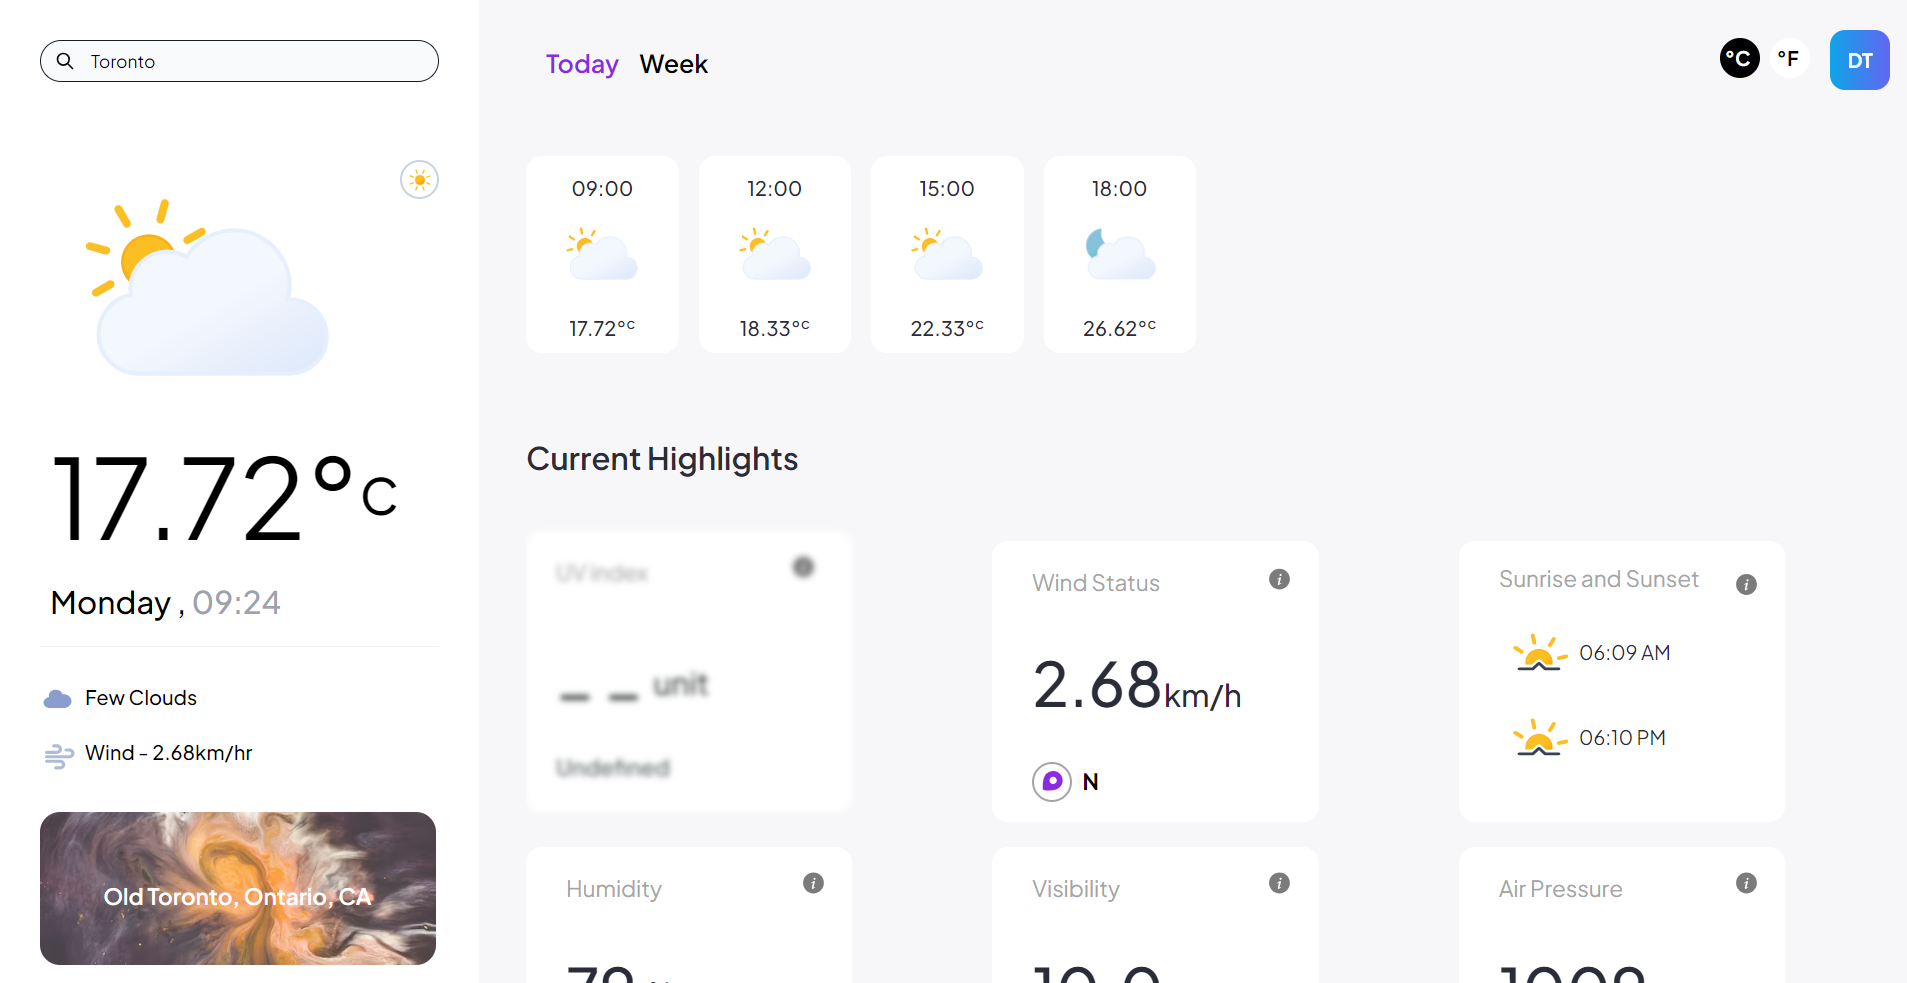 Toronto
17.72°C
Monday , 09:24
Few Clouds
Wind - 2.68km/hr
Old Toronto, Ontario, CA
Today Week
°C °F DT
09:00 12:00 15:00 18:00
17.72°C 18.33°C 22.33°C 26.62°C
Current Highlights
UV index
_ _ unit
Undefined
Wind Status
2.68km/h
N
Sunrise and Sunset
06:09 AM
06:10 PM
Humidity
Visibility
Air Pressure